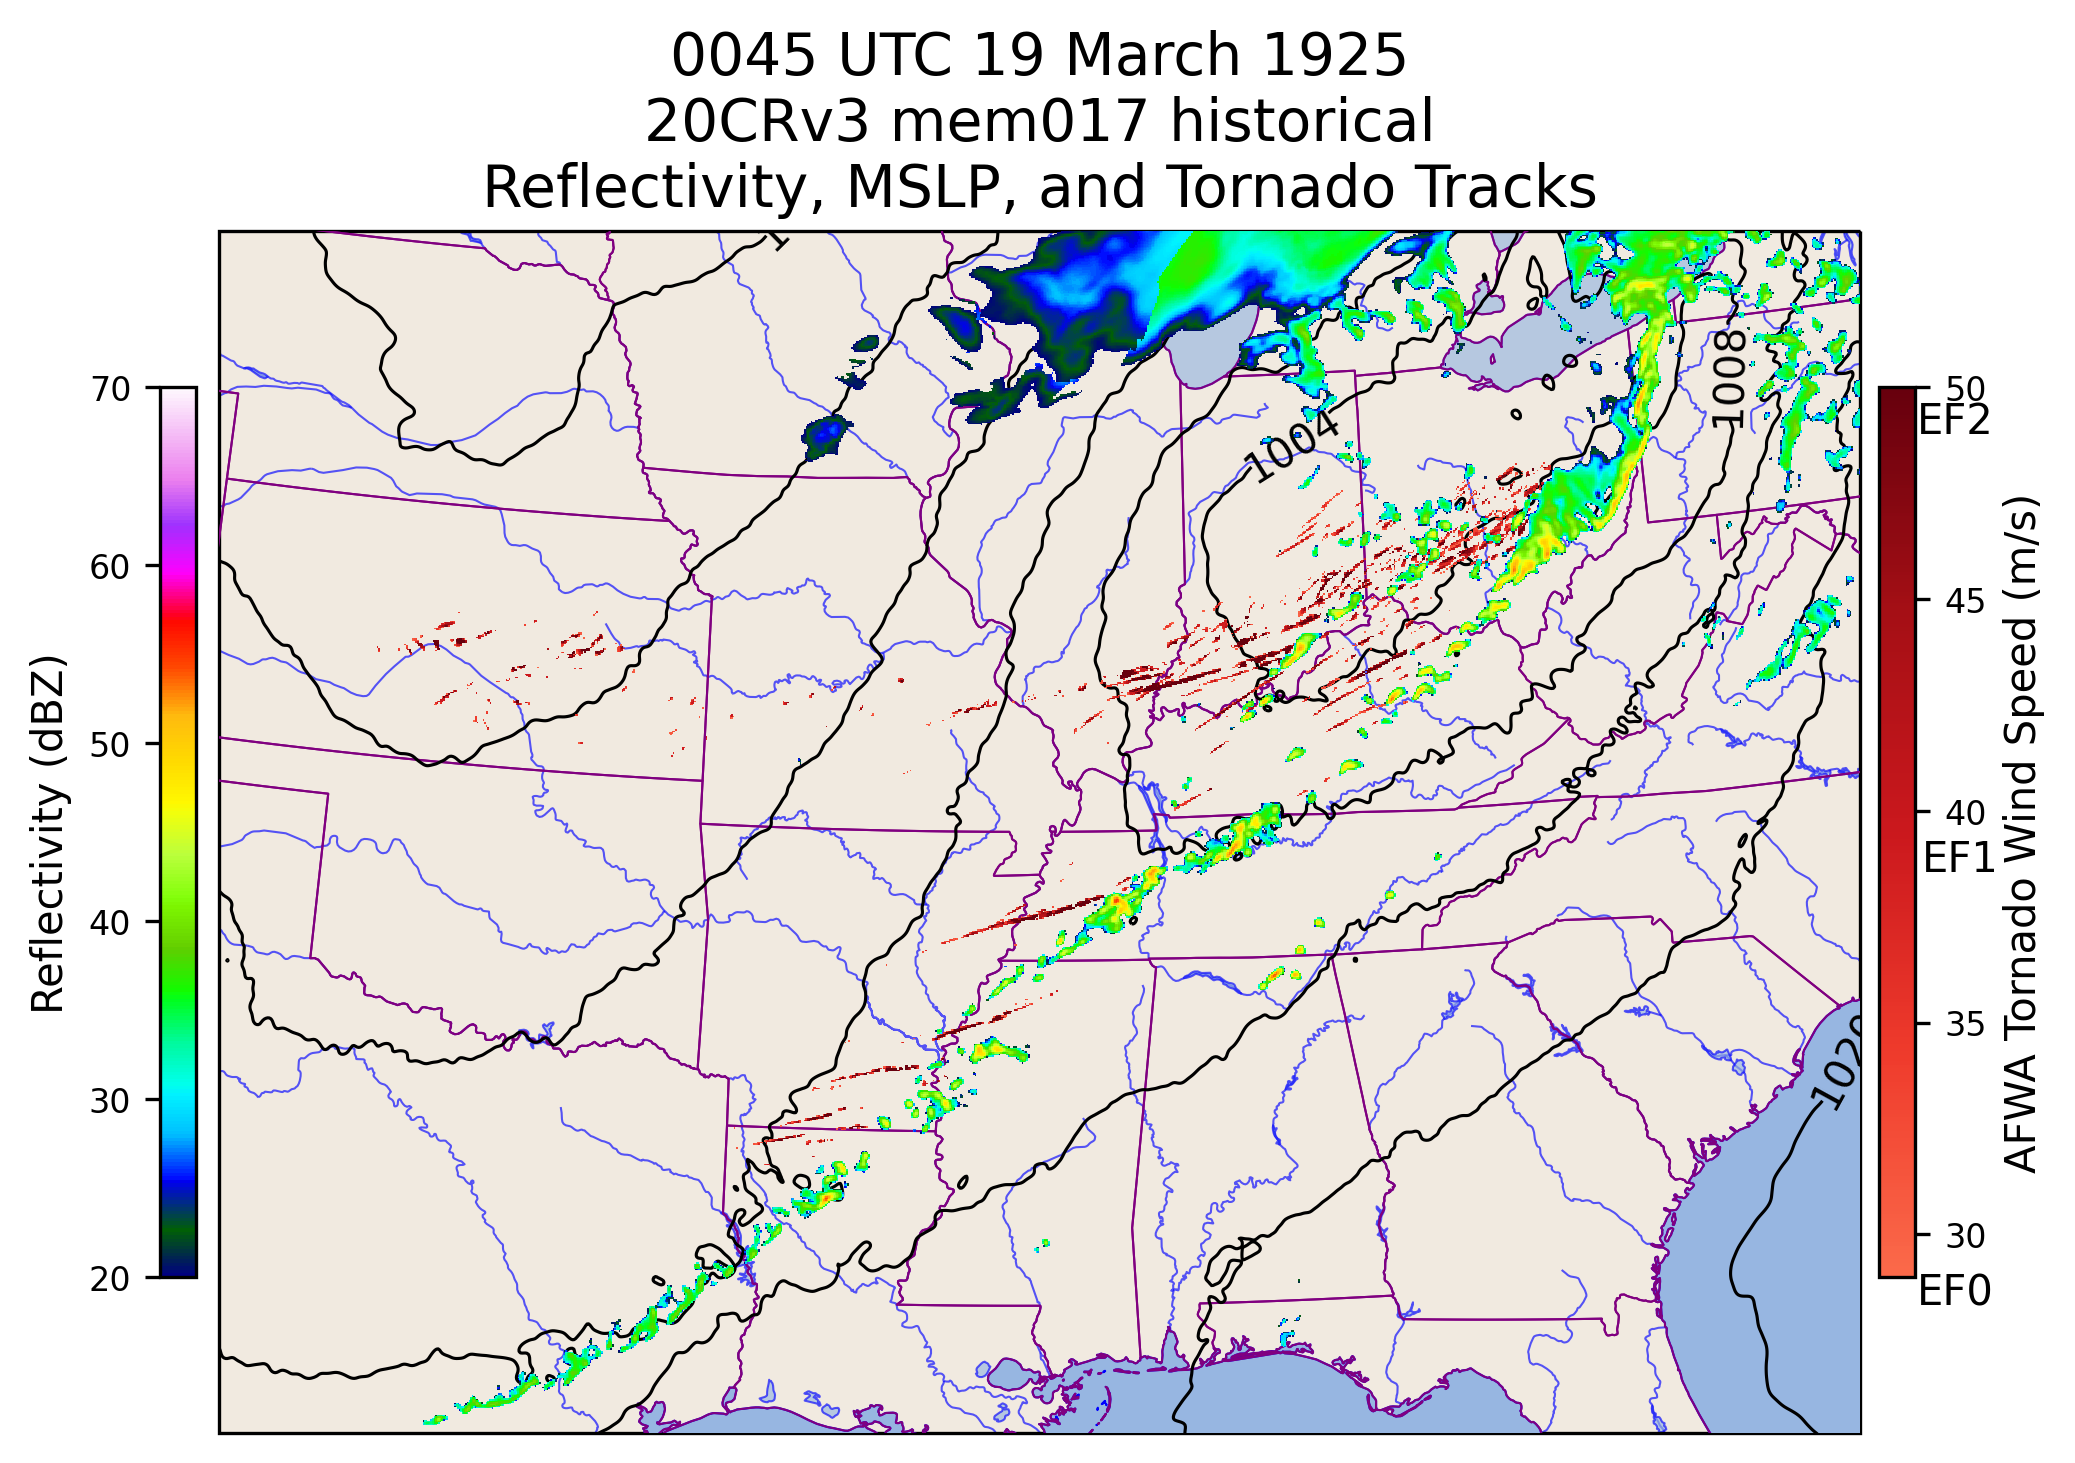 0045 UTC 19 March 1925
20CRv3 mem017 historical
Reflectivity, MSLP, and Tornado Tracks
Reflectivity (dBZ)
70
60
50
40
30
20
1004
1008
1020
50
EF2
45
40
EF1
35
30
EF0
AFWA Tornado Wind Speed (m/s)